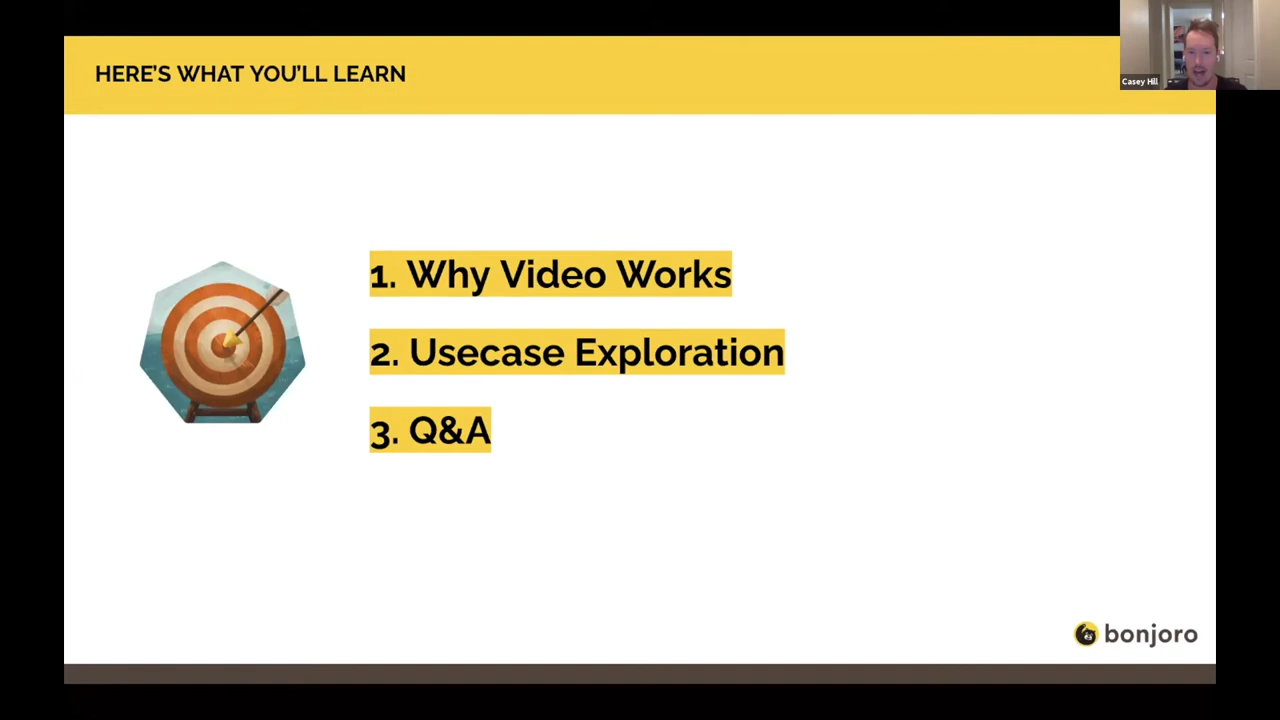 HERE'S WHAT YOU'LL LEARN
Casey Hill
1. Why Video Works
2. Usecase Exploration
3. Q&A
bonjoro